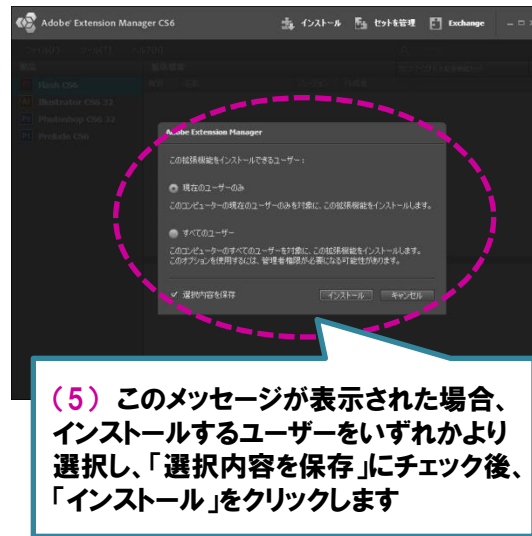 Adobe® Extension Manager CS6
インストール
セットを管理
Exchange
Flash CS6
Illustrator CS6 32
Photoshop CS6 32
Prelude CS6
Adobe Extension Manager
この拡張機能をインストールできるユーザー：
現在のユーザーのみ
このコンピューターの現在のユーザーのみを対象に、この拡張機能をインストールします。
すべてのユーザー
このコンピューターのすべてのユーザーを対象に、この拡張機能をインストールします。
このオプションを使用するには、管理者権限が必要になる可能性があります。
選択内容を保存
インストール
キャンセル
（５）このメッセージが表示された場合、
インストールするユーザーをいずれかより
選択し、「選択内容を保存」にチェック後、
「インストール」をクリックします